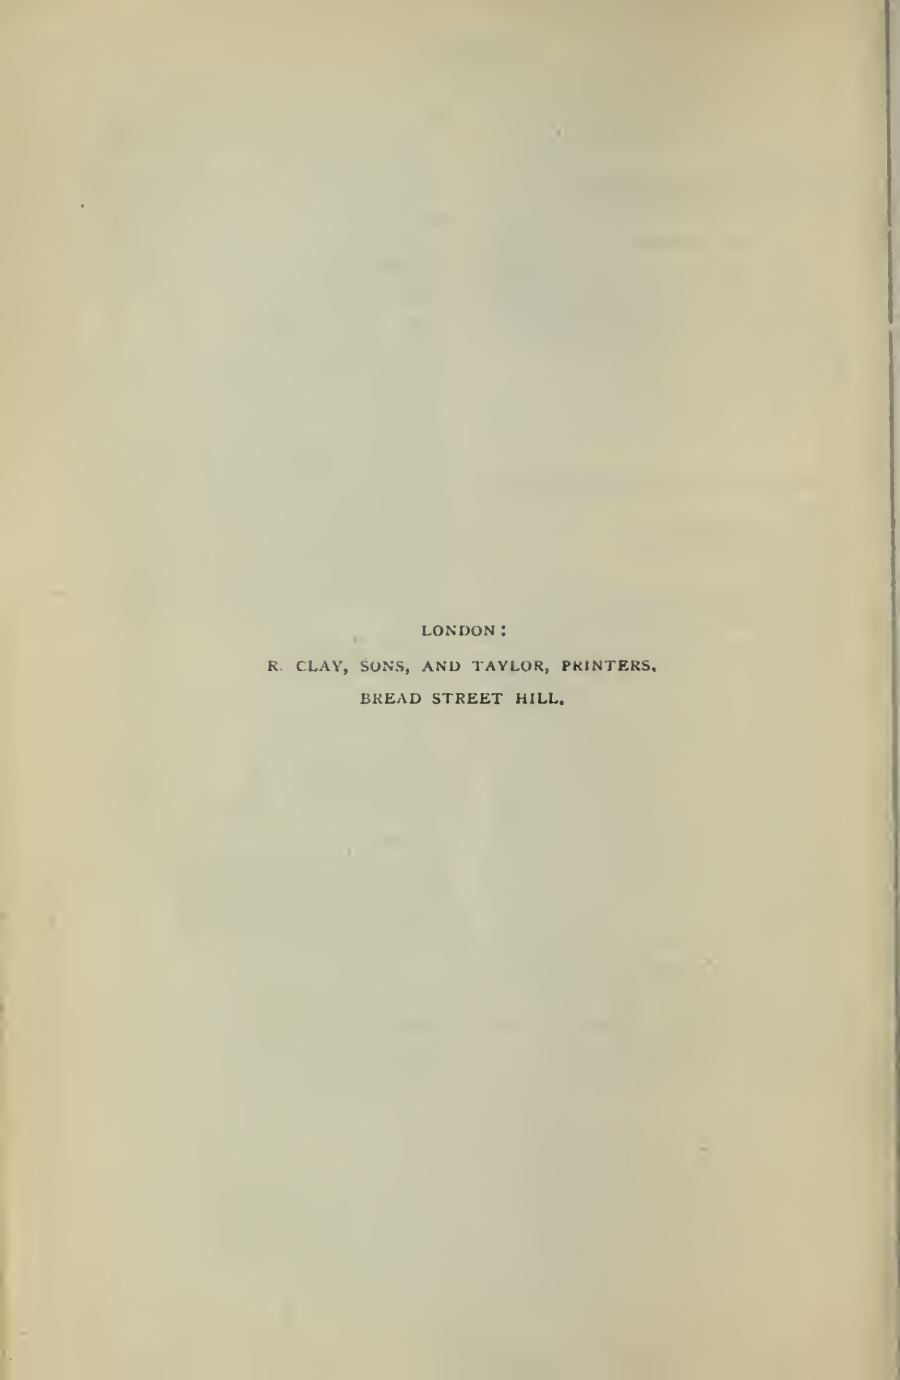 LONDON:
R. CLAY, SONS, AND TAYLOR, PRINTERS.
BREAD STREET HILL.